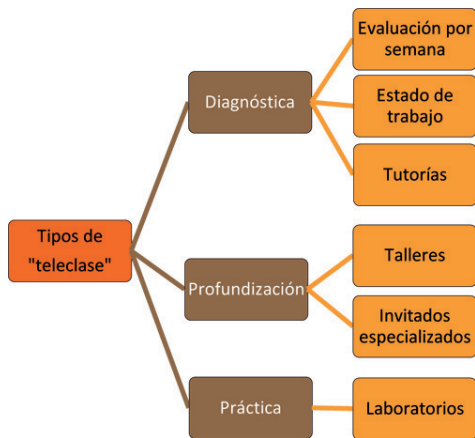 Tipos de
"teleclase"
Diagnóstica
Evaluación por
semana
Estado de
trabajo
Tutorías
Profundización
Talleres
Invitados
especializados
Práctica
Laboratorios